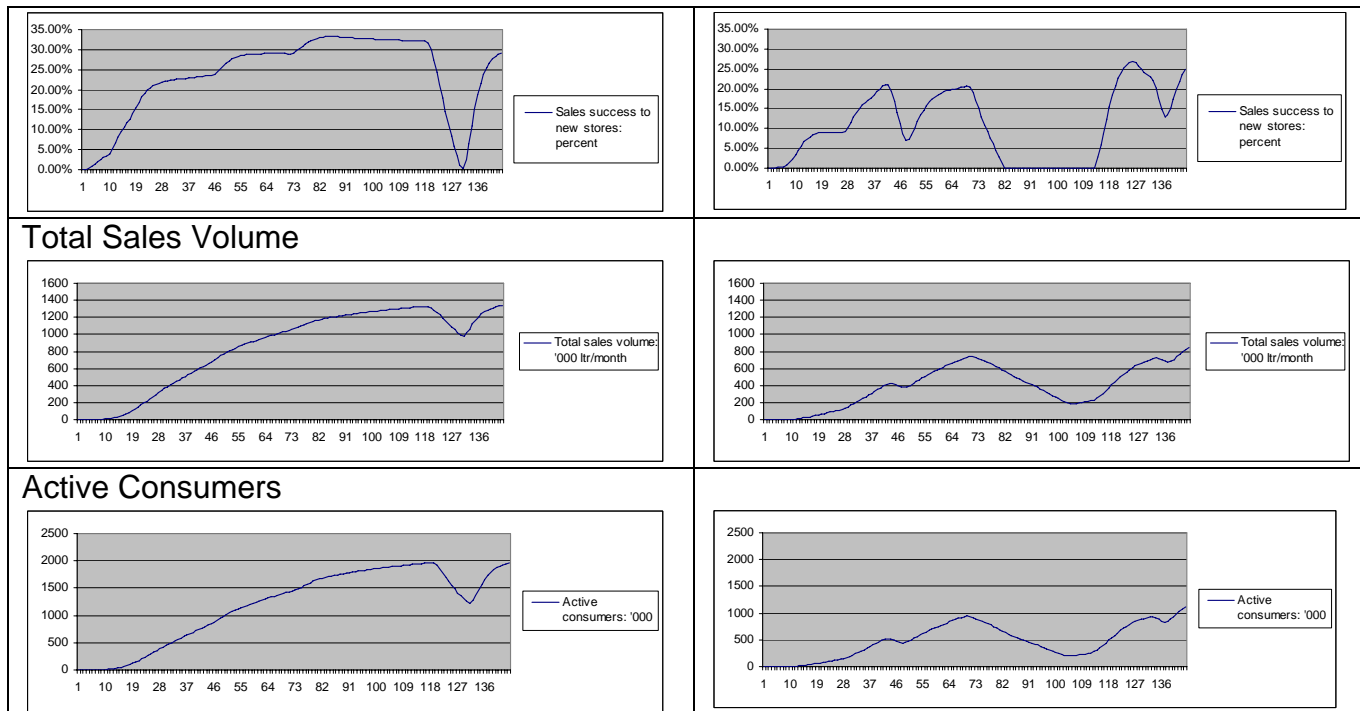 35.00%
30.00%
25.00%
20.00%
15.00%
10.00%
5.00%
0.00%
1 10 19 28 37 46 55 64 73 82 91 100 109 118 127 136
Sales success to
new stores:
percent
35.00%
30.00%
25.00%
20.00%
15.00%
10.00%
5.00%
0.00%
1 10 19 28 37 46 55 64 73 82 91 100 109 118 127 136
Sales success to
new stores:
percent
Total Sales Volume
1600
1400
1200
1000
800
600
400
200
0
1 10 19 28 37 46 55 64 73 82 91 100 109 118 127 136
Total sales volume:
'000 ltr/month
1600
1400
1200
1000
800
600
400
200
0
1 10 19 28 37 46 55 64 73 82 91 100 109 118 127 136
Total sales volume:
'000 ltr/month
Active Consumers
2500
2000
1500
1000
500
0
1 10 19 28 37 46 55 64 73 82 91 100 109 118 127 136
Active
consumers: '000
2500
2000
1500
1000
500
0
1 10 19 28 37 46 55 64 73 82 91 100 109 118 127 136
Active
consumers: '000